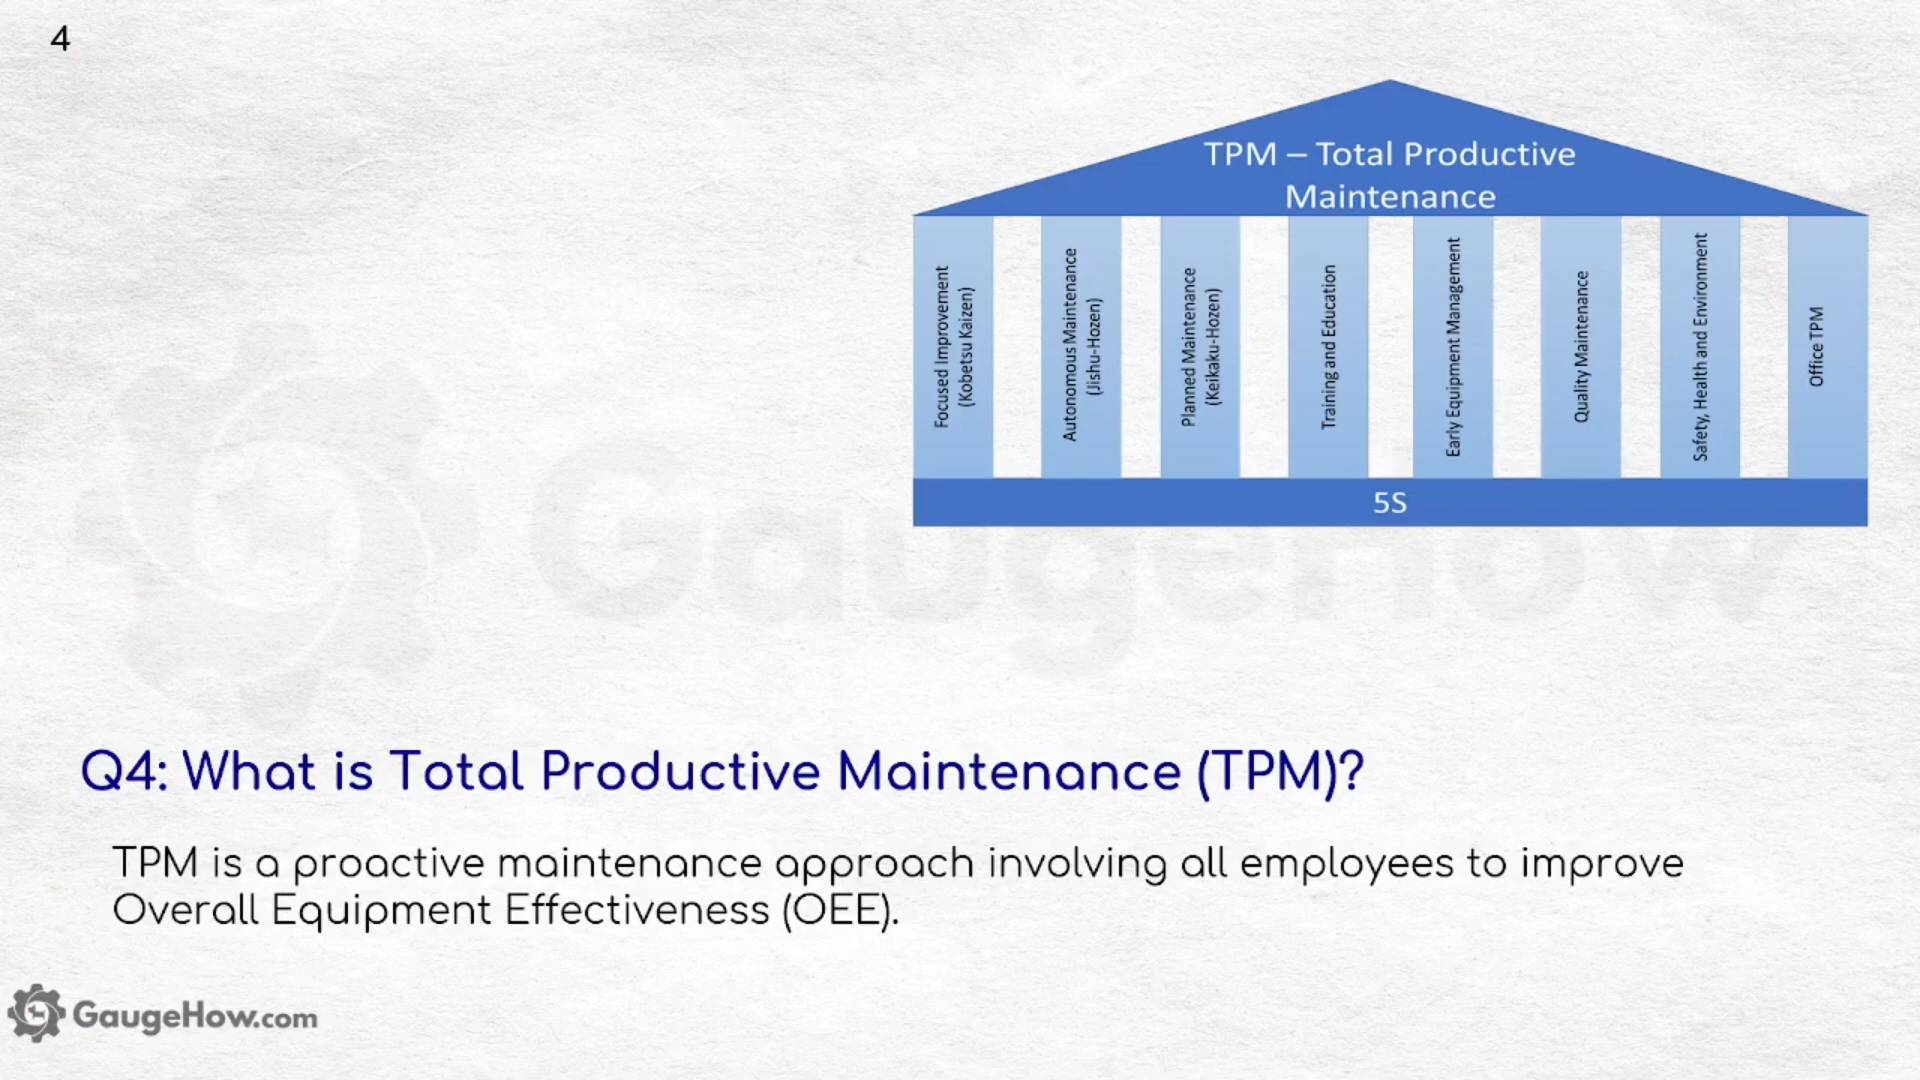 4
TPM – Total Productive
Maintenance
Focused Improvement
(Kobetsu Kaizen)
Autonomous Maintenance
(Jishu-Hozen)
Planned Maintenance
(Keikaku-Hozen)
Training and Education
Early Equipment Management
Quality Maintenance
Safety, Health and Environment
Office TPM
5S
GaugeHow
Q4: What is Total Productive Maintenance (TPM)?
TPM is a proactive maintenance approach involving all employees to improve
Overall Equipment Effectiveness (OEE).
GaugeHow.com